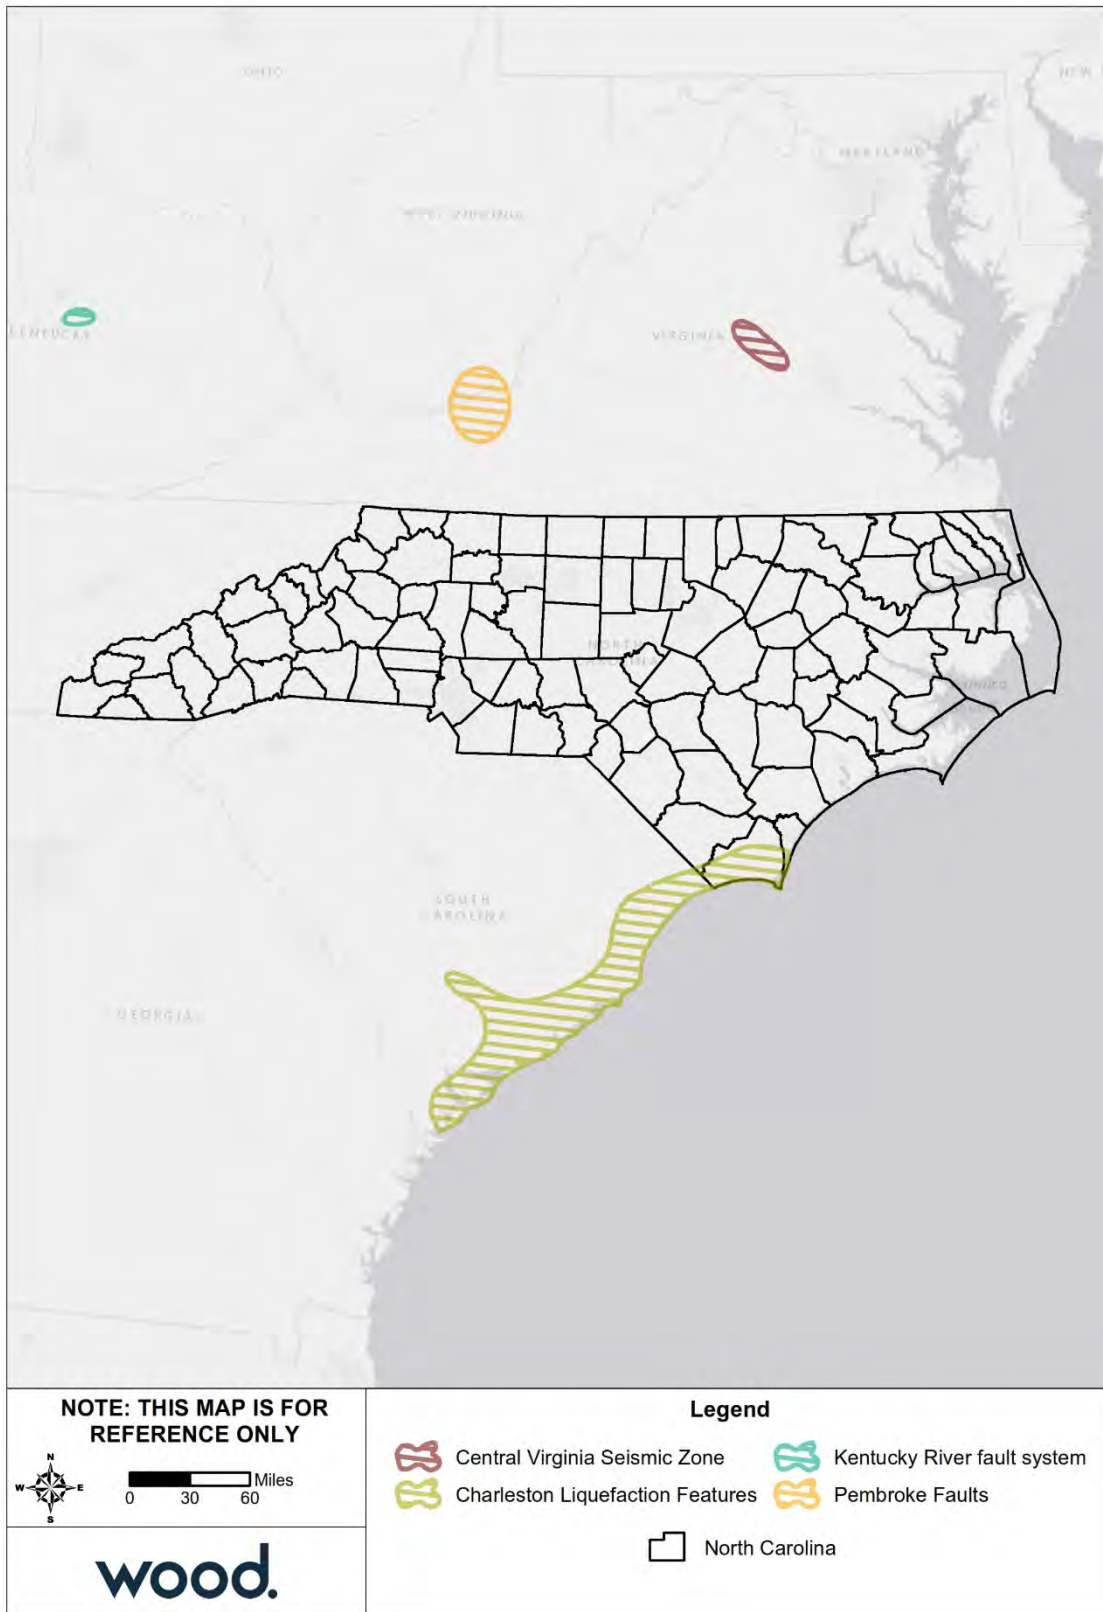 OHIO
NEW
MARYLAND
WEST VIRGINIA
KENTUCKY
VIRGINIA
NORTH
CAROLINA
SOUTH
CAROLINA
GEORGIA
NOTE: THIS MAP IS FOR
REFERENCE ONLY
N
W E
S
Miles
0 30 60
wood.
Legend
Central Virginia Seismic Zone
Kentucky River fault system
Charleston Liquefaction Features
Pembroke Faults
North Carolina